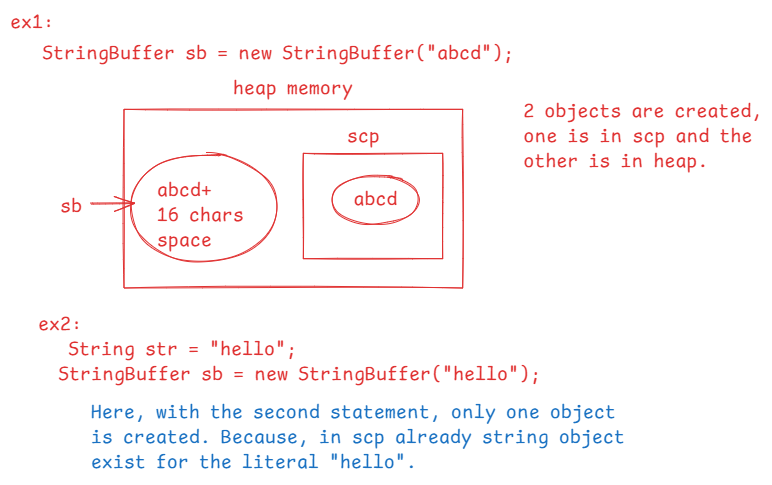 ex1:
StringBuffer sb = new StringBuffer("abcd");
heap memory
2 objects are created,
one is in scp and the
other is in heap.
scp
sb
abcd+
16 chars
space
abcd
ex2:
String str = "hello";
StringBuffer sb = new StringBuffer("hello");
Here, with the second statement, only one object
is created. Because, in scp already string object
exist for the literal "hello".